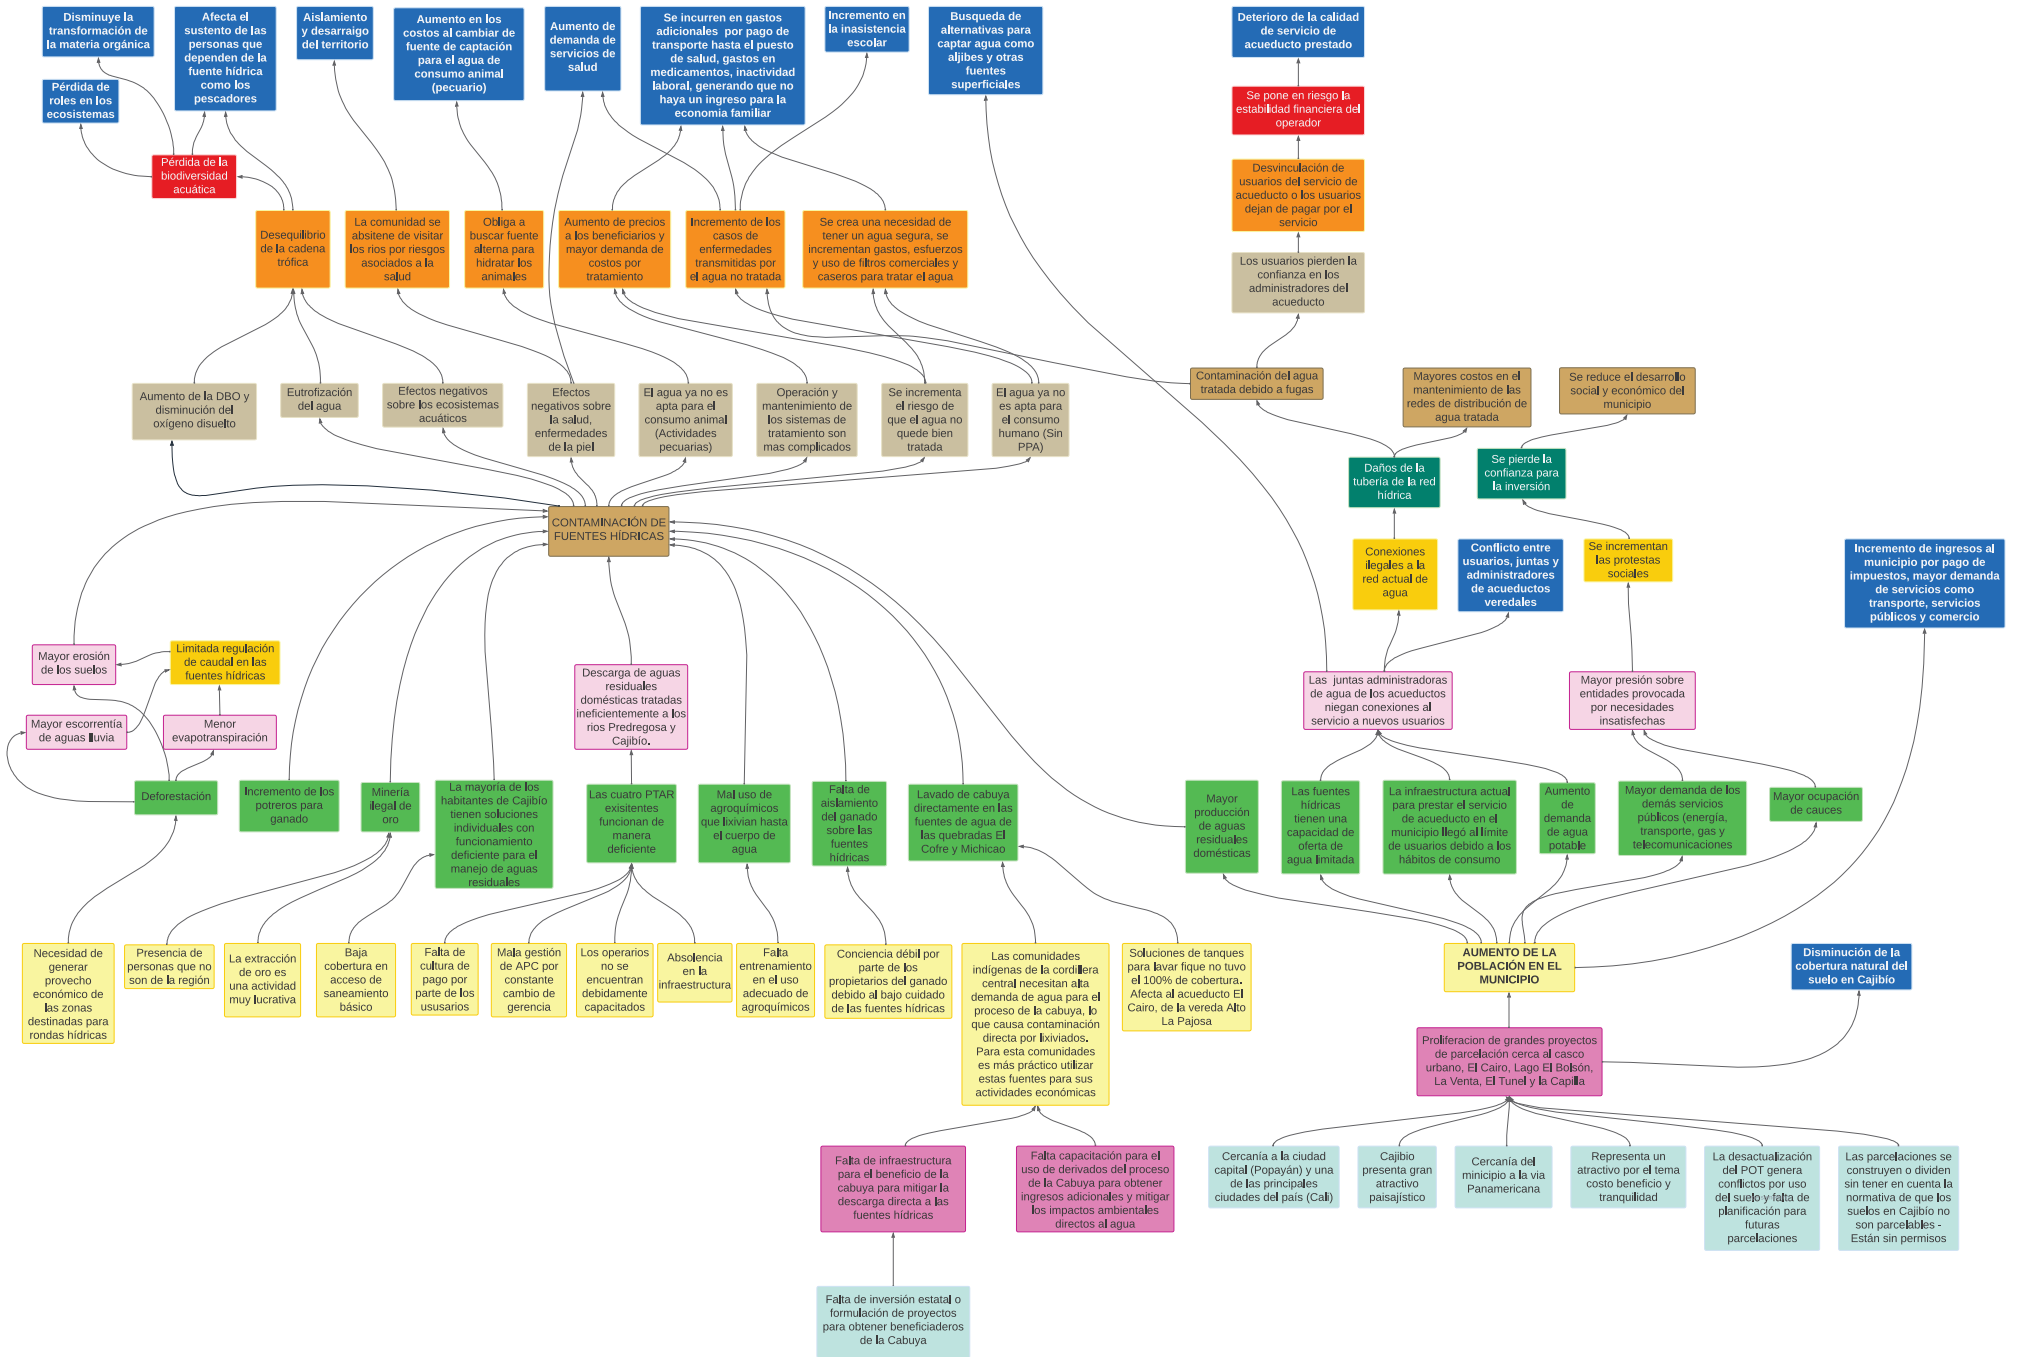 Disminuye la
transformación de
la materia orgánica
Afecta el
sustento de las
personas que
dependen de la
fuente hídrica
como los
pescadores
Aislamiento
y desarraigo
del territorio
Aumento en los
costos al cambiar de
fuente de captación
para el agua de
consumo animal
(pecuario)
Aumento de
demanda de
servicios de
salud
Se incurren en gastos
adicionales  por pago de
transporte hasta el puesto
de salud, gastos en
medicamentos, inactividad
laboral, generando que no
haya un ingreso para la
economia familiar
Incremento en
la inasistencia
escolar
Busqueda de
alternativas para
captar agua como
aljibes y otras
fuentes
superficiales
Deterioro de la calidad
de servicio de
acueducto prestado
Pérdida de
roles en los
ecosistemas
Se pone en riesgo la
estabilidad financiera del
operador
Pérdida de la
biodiversidad
acuática
Desvinculación de
usuarios del servicio de
acueducto o los usuarios
dejan de pagar por el
servicio
Desequilibrio
de la cadena
trófica
La comunidad se
absitene de visitar
los rios por riesgos
asociados a la
salud
Obliga a
buscar fuente
alterna para
hidratar los
animales
Aumento de precios
a los beneficiarios y
mayor demanda de
costos por
tratamiento
Incremento de los
casos de
enfermedades
transmitidas por
el agua no tratada
Se crea una necesidad de
tener un agua segura, se
incrementan gastos, esfuerzos
y uso de filtros comerciales y
caseros para tratar el agua
Los usuarios pierden la
confianza en los
administradores del
acueducto
Aumento de la DBO y
disminución del
oxígeno disuelto
Eutrofización
del agua
Efectos negativos
sobre los ecosistemas
acuáticos
Efectos
negativos sobre
la salud,
enfermedades
de la piel
El agua ya no es
apta para el
consumo animal
(Actividades
pecuarias)
Operación y
mantenimiento de
los sistemas de
tratamiento son
mas complicados
Se incrementa
el riesgo de
que el agua no
quede bien
tratada
El agua ya no
es apta para
el consumo
humano (Sin
PPA)
Contaminación del agua
tratada debido a fugas
Mayores costos en el
mantenimiento de las
redes de distribución de
agua tratada
Se reduce el desarrollo
social y económico del
municipio
Daños de la
tubería de la red
hídrica
Se pierde la
confianza para
la inversión
CONTAMINACIÓN DE
FUENTES HÍDRICAS
Conexiones
ilegales a la
red actual de
agua
Conflicto entre
usuarios, juntas y
administradores
de acueductos
veredales
Se incrementan
las protestas
sociales
Incremento de ingresos al
municipio por pago de
impuestos, mayor demanda
de servicios como
transporte, servicios
públicos y comercio
Mayor erosión
de los suelos
Limitada regulación
de caudal en las
fuentes hídricas
Descarga de aguas
residuales
domésticas tratadas
ineficientemente a los
rios Predregosa y
Cajibío.
Las  juntas administradoras
de agua de los acueductos
niegan conexiones al
servicio a nuevos usuarios
Mayor presión sobre
entidades provocada
por necesidades
insatisfechas
Mayor escorrentía
de aguas lluvia
Menor
evapotranspiración
Deforestación
Incremento de los
potreros para
ganado
Minería
ilegal de
oro
La mayoría de los
habitantes de Cajibío
tienen soluciones
individuales con
funcionamiento
deficiente para el
manejo de aguas
residuales
Las cuatro PTAR
exisitentes
funcionan de
manera
deficiente
Mal uso de
agroquímicos
que lixivian hasta
el cuerpo de
agua
Falta de
aislamiento
del ganado
sobre las
fuentes
hídricas
Lavado de cabuya
directamente en las
fuentes de agua de
las quebradas El
Cofre y Michicao
Mayor
producción
de aguas
residuales
domésticas
Las fuentes
hídricas
tienen una
capacidad de
oferta de
agua limitada
La infraestructura actual
para prestar el servicio
de acueducto en el
municipio llegó al límite
de usuarios debido a los
hábitos de consumo
Aumento
de
demanda
de agua
potable
Mayor demanda de los
demás servicios
públicos (energía,
transporte, gas y
telecomunicaciones
Mayor ocupación
de cauces
Necesidad de
generar
provecho
económico de
las zonas
destinadas para
rondas hídricas
Presencia de
personas que no
son de la región
La extracción
de oro es
una actividad
muy lucrativa
Baja
cobertura en
acceso de
saneamiento
básico
Falta de
cultura de
pago por
parte de los
ususarios
Mala gestión
de APC por
constante
cambio de
gerencia
Los operarios
no se
encuentran
debidamente
capacitados
Absolencia
en la
infraestructura
Falta
entrenamiento
en el uso
adecuado de
agroquímicos
Conciencia débil por
parte de los
propietarios del ganado
debido al bajo cuidado
de las fuentes hídricas
Las comunidades
indígenas de la cordillera
central necesitan alta
demanda de agua para el
proceso de la cabuya, lo
que causa contaminación
directa por lixiviados.
Para esta comunidades
es más práctico utilizar
estas fuentes para sus
actividades económicas
Soluciones de tanques
para lavar fique no tuvo
el 100% de cobertura.
Afecta al acueducto El
Cairo, de la vereda Alto
La Pajosa
AUMENTO DE LA
POBLACIÓN EN EL
MUNICIPIO
Disminución de la
cobertura natural del
suelo en Cajibío
Proliferacion de grandes proyectos
de parcelación cerca al casco
urbano, El Cairo, Lago El Bolsón,
La Venta, El Tunel y la Capilla
Falta de infraestructura
para el beneficio de la
cabuya para mitigar la
descarga directa a las
fuentes hídricas
Falta capacitación para el
uso de derivados del proceso
de la Cabuya para obtener
ingresos adicionales y mitigar
los impactos ambientales
directos al agua
Cercanía a la ciudad
capital (Popayán) y una
de las principales
ciudades del país (Cali)
Cajibio
presenta gran
atractivo
paisajístico
Cercanía del
minicipio a la via
Panamericana
Representa un
atractivo por el tema
costo beneficio y
tranquilidad
La desactualización
del POT genera
conflictos por uso
del suelo y falta de
planificación para
futuras
parcelaciones
Las parcelaciones se
construyen o dividen
sin tener en cuenta la
normativa de que los
suelos en Cajibío no
son parcelables -
Están sin permisos
Falta de inversión estatal o
formulación de proyectos
para obtener beneficiaderos
de la Cabuya